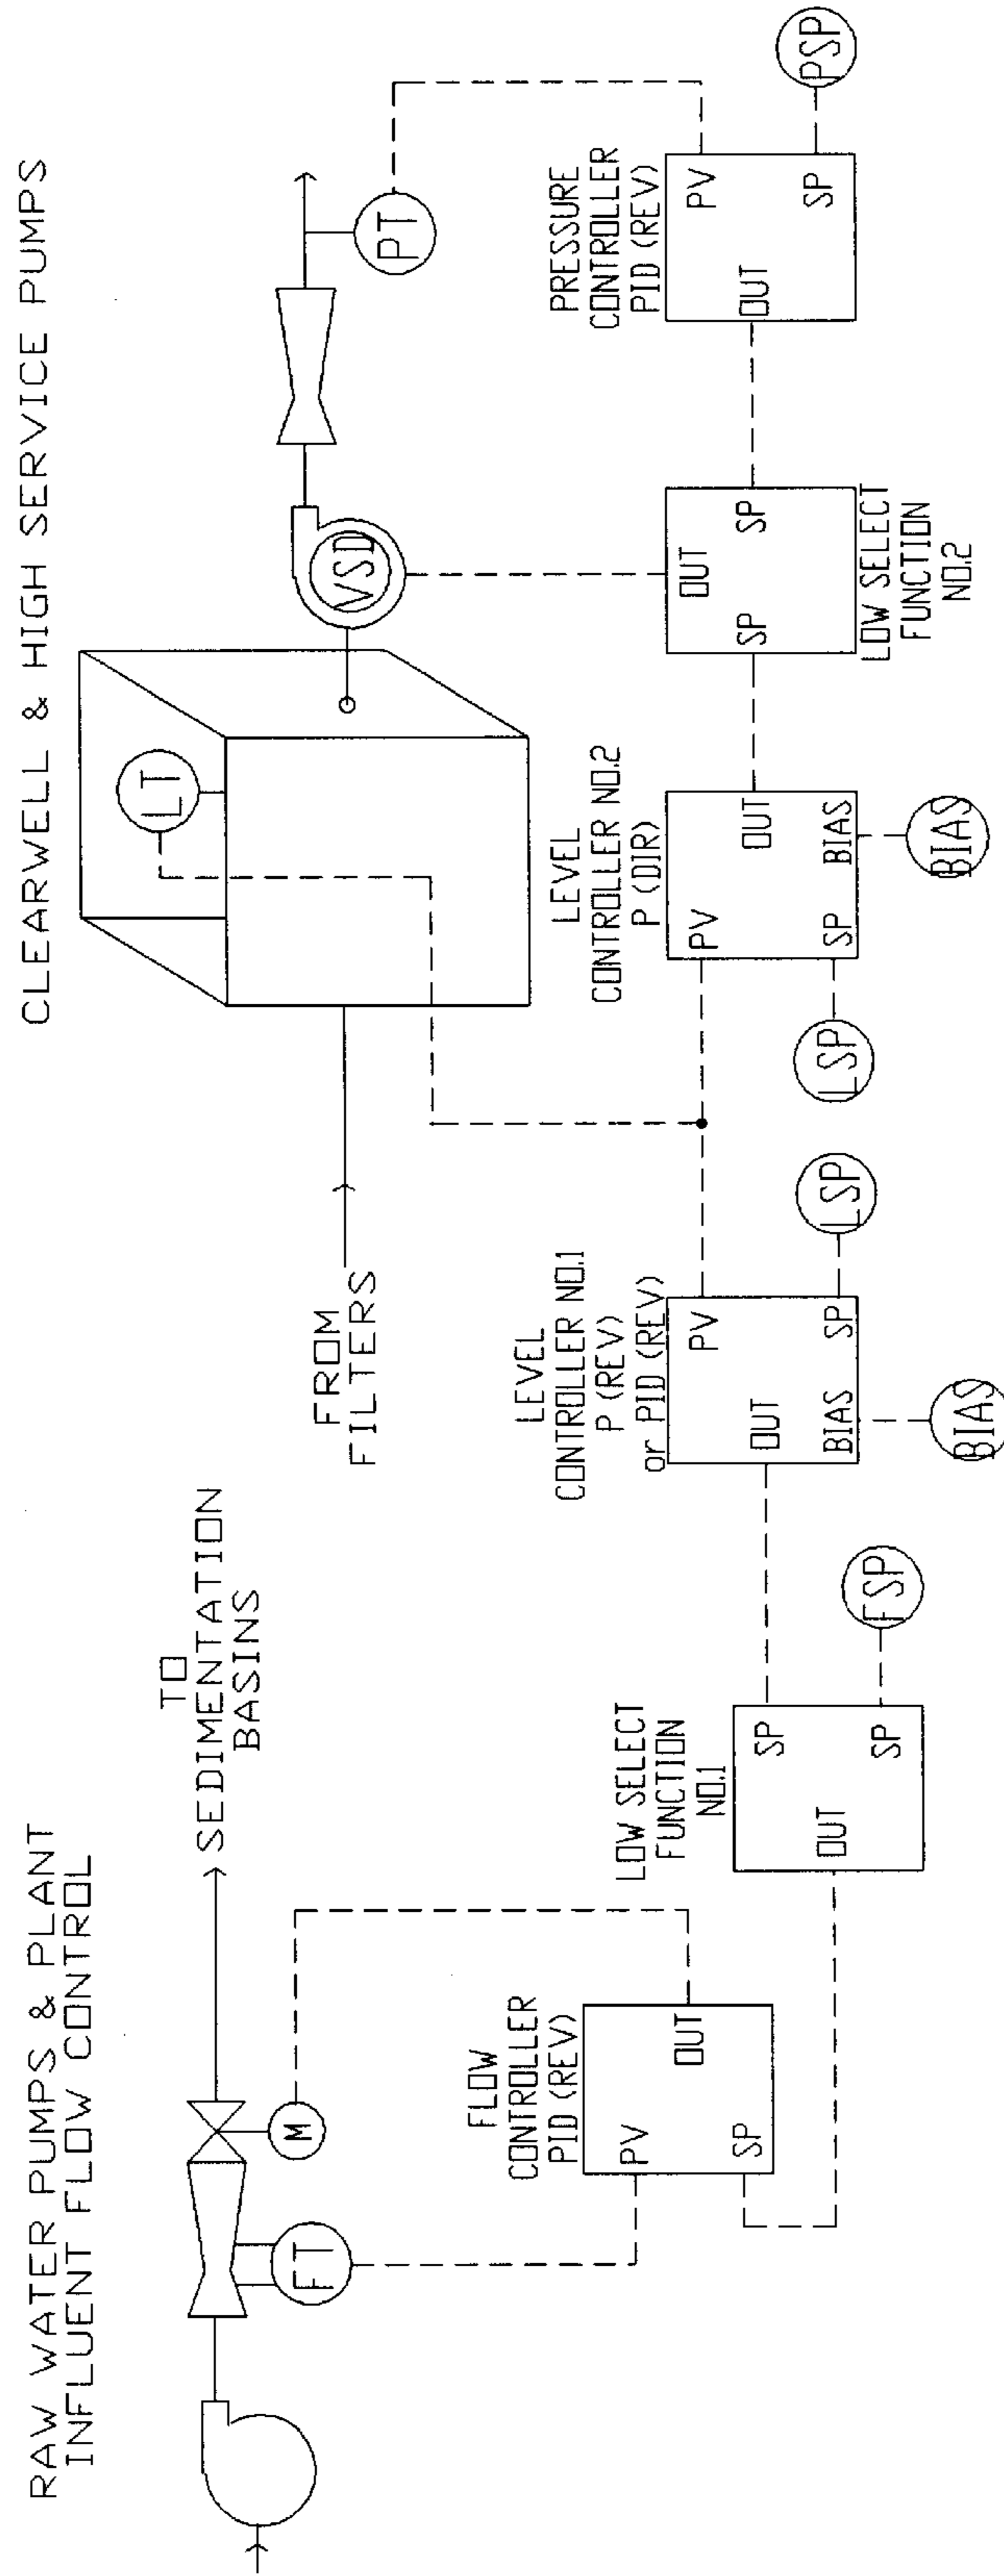 RAW WATER PUMPS & PLANT
INFLUENT FLOW CONTROL
CLEARWELL & HIGH SERVICE PUMPS
TO
SEDIMENTATION
BASINS
FROM
FILTERS
FT
M
LT
VSD
PT
FLOW
CONTROLLER
PID (REV)
PV
OUT
SP
LOW SELECT
FUNCTION
NO.1
SP
OUT
SP
FSP
LEVEL
CONTROLLER NO.1
P (REV)
or PID (REV)
PV
OUT
BIAS
SP
BIAS
LSP
LEVEL
CONTROLLER NO.2
P (DIR)
PV
OUT
SP
BIAS
LSP
BIAS
OUT
SP
SP
LOW SELECT
FUNCTION
NO.2
PRESSURE
CONTROLLER
PID (REV)
PV
OUT
SP
PSP